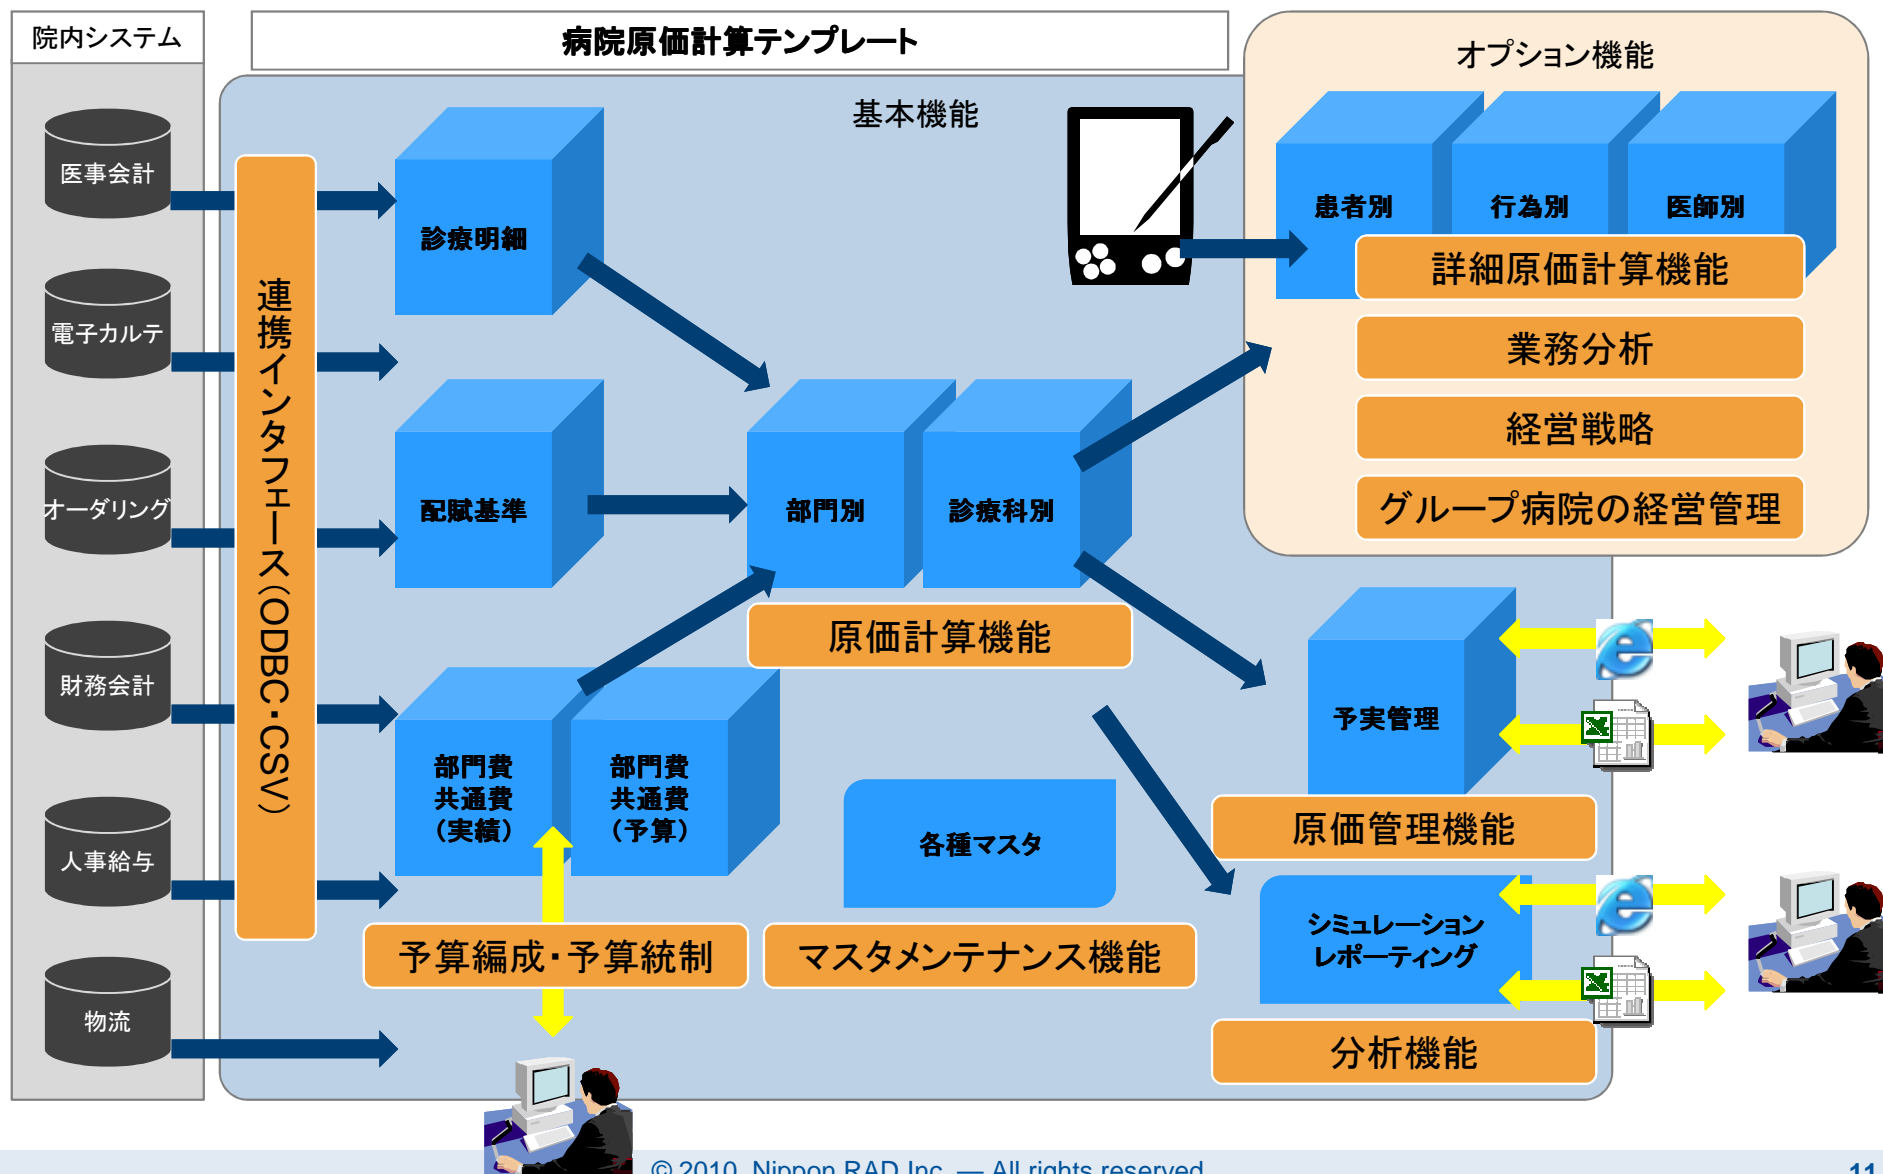 院内システム
病院原価計算テンプレート
オプション機能
基本機能
医事会計
電子カルテ
オーダリング
財務会計
人事給与
物流
連携インタフェース（ODBC・CSV）
診療明細
配賦基準
部門費
共通費
（実績）
部門費
共通費
（予算）
予算編成・予算統制
部門別
診療科別
原価計算機能
各種マスタ
マスタメンテナンス機能
患者別
行為別
医師別
詳細原価計算機能
業務分析
経営戦略
グループ病院の経営管理
予実管理
原価管理機能
シミュレーション
レポーティング
分析機能
© 2010 Nippon RAD Inc. — All rights reserved
11